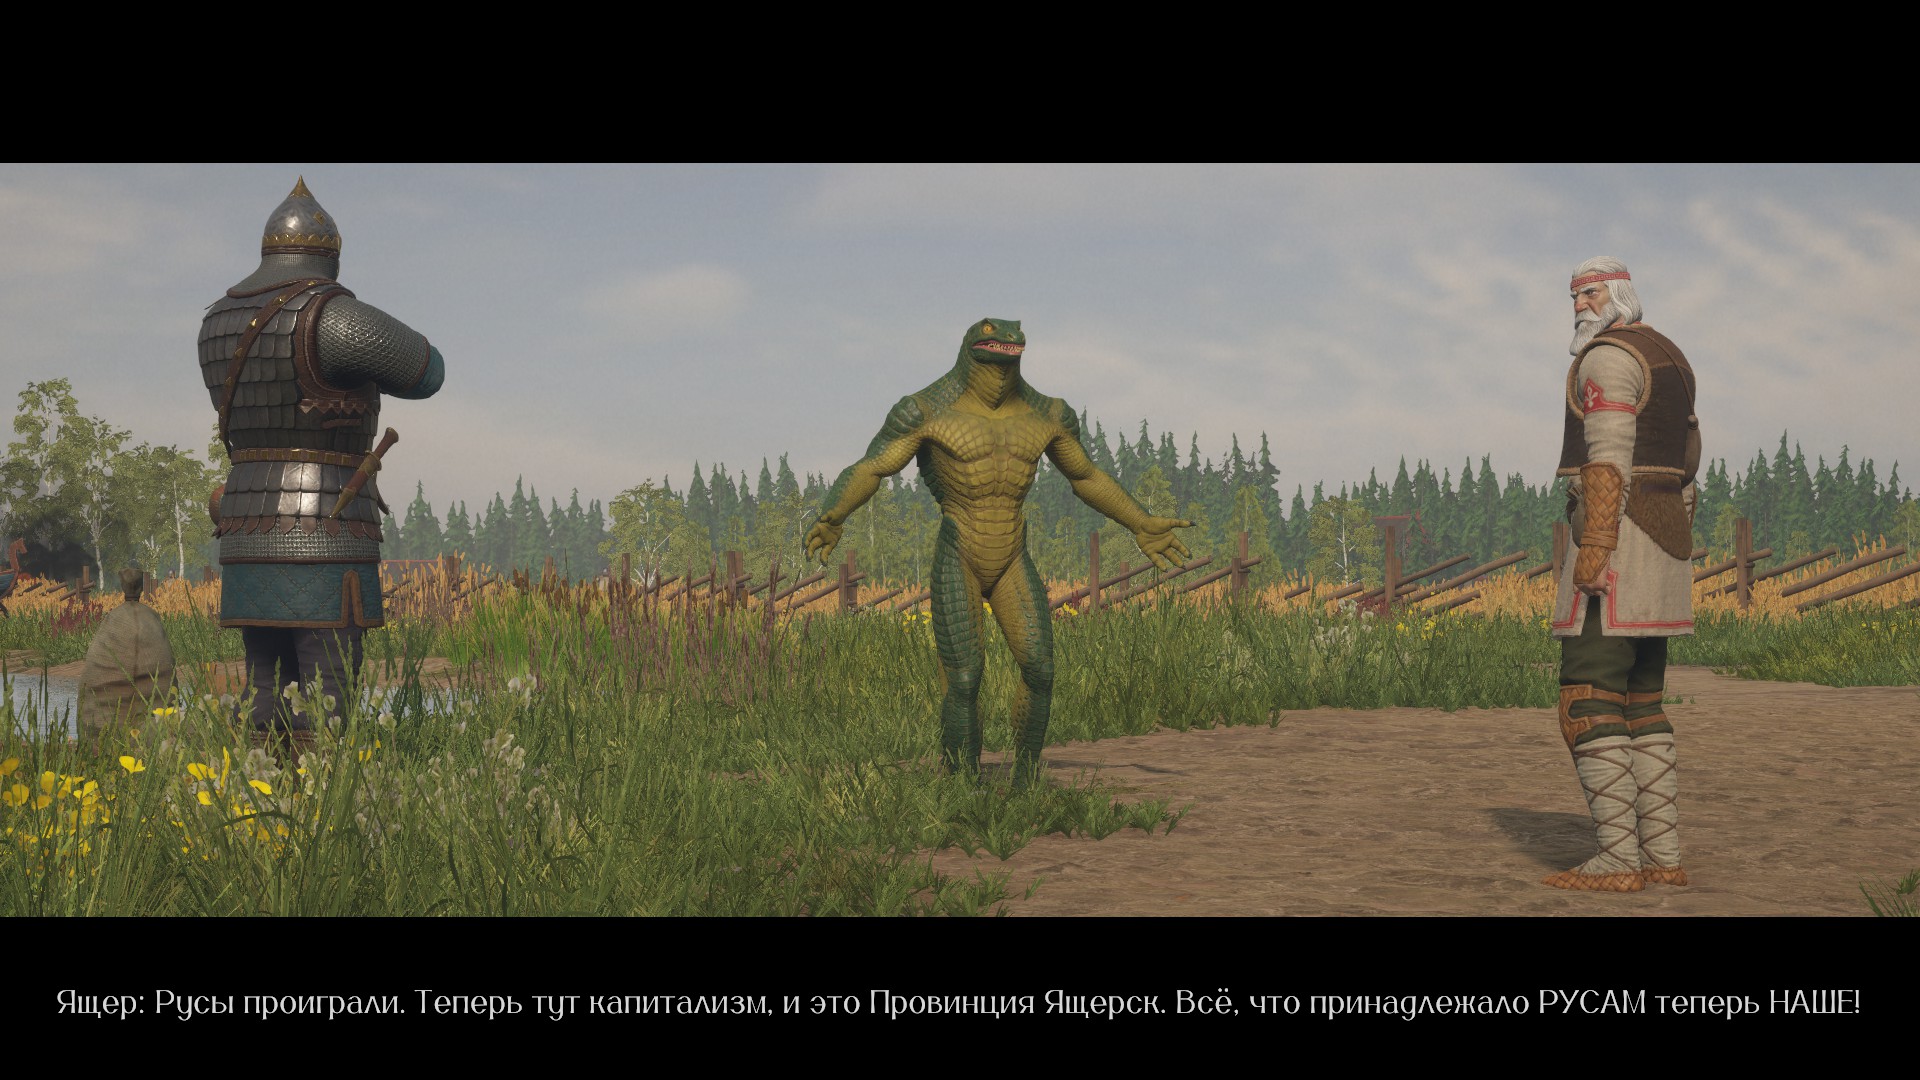 Ящер: Русы проиграли. Теперь тут капитализм, и это Провинция Ящерск. Всё, что принадлежало РУСАМ теперь НАШЕ!